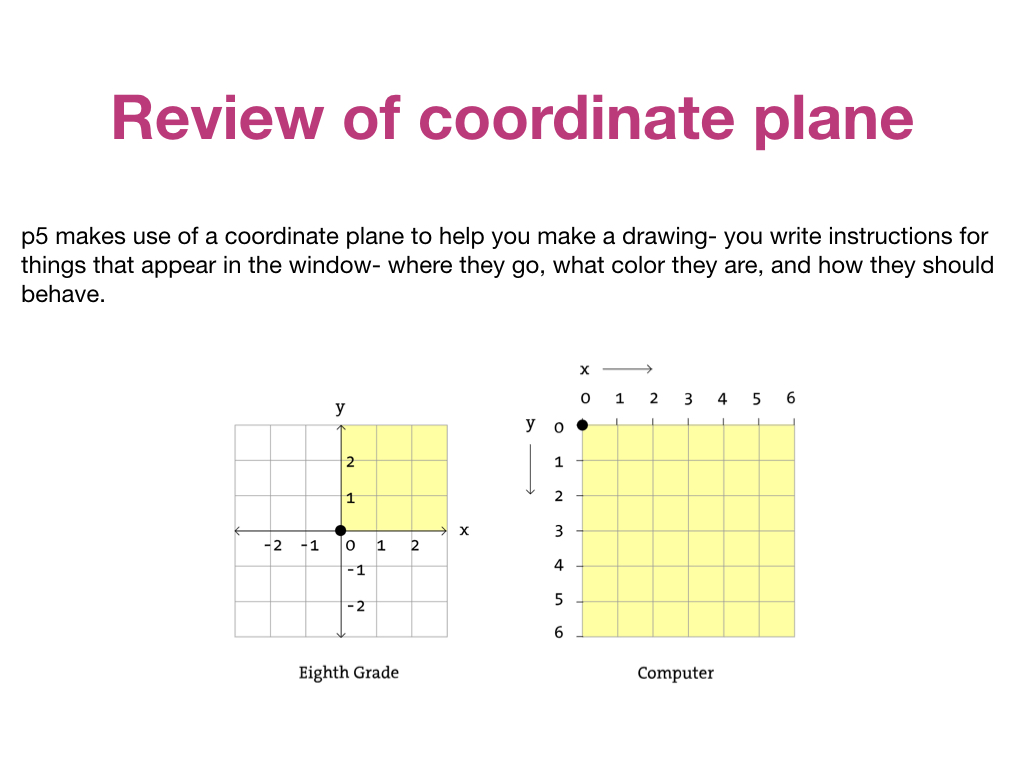 Review of coordinate plane
p5 makes use of a coordinate plane to help you make a drawing- you write instructions for
things that appear in the window- where they go, what color they are, and how they should
behave.
y
2
1
x
-2 -1 0 1 2
-1
-2
Eighth Grade
x
0 1 2 3 4 5 6
y 0
1
2
3
4
5
6
Computer